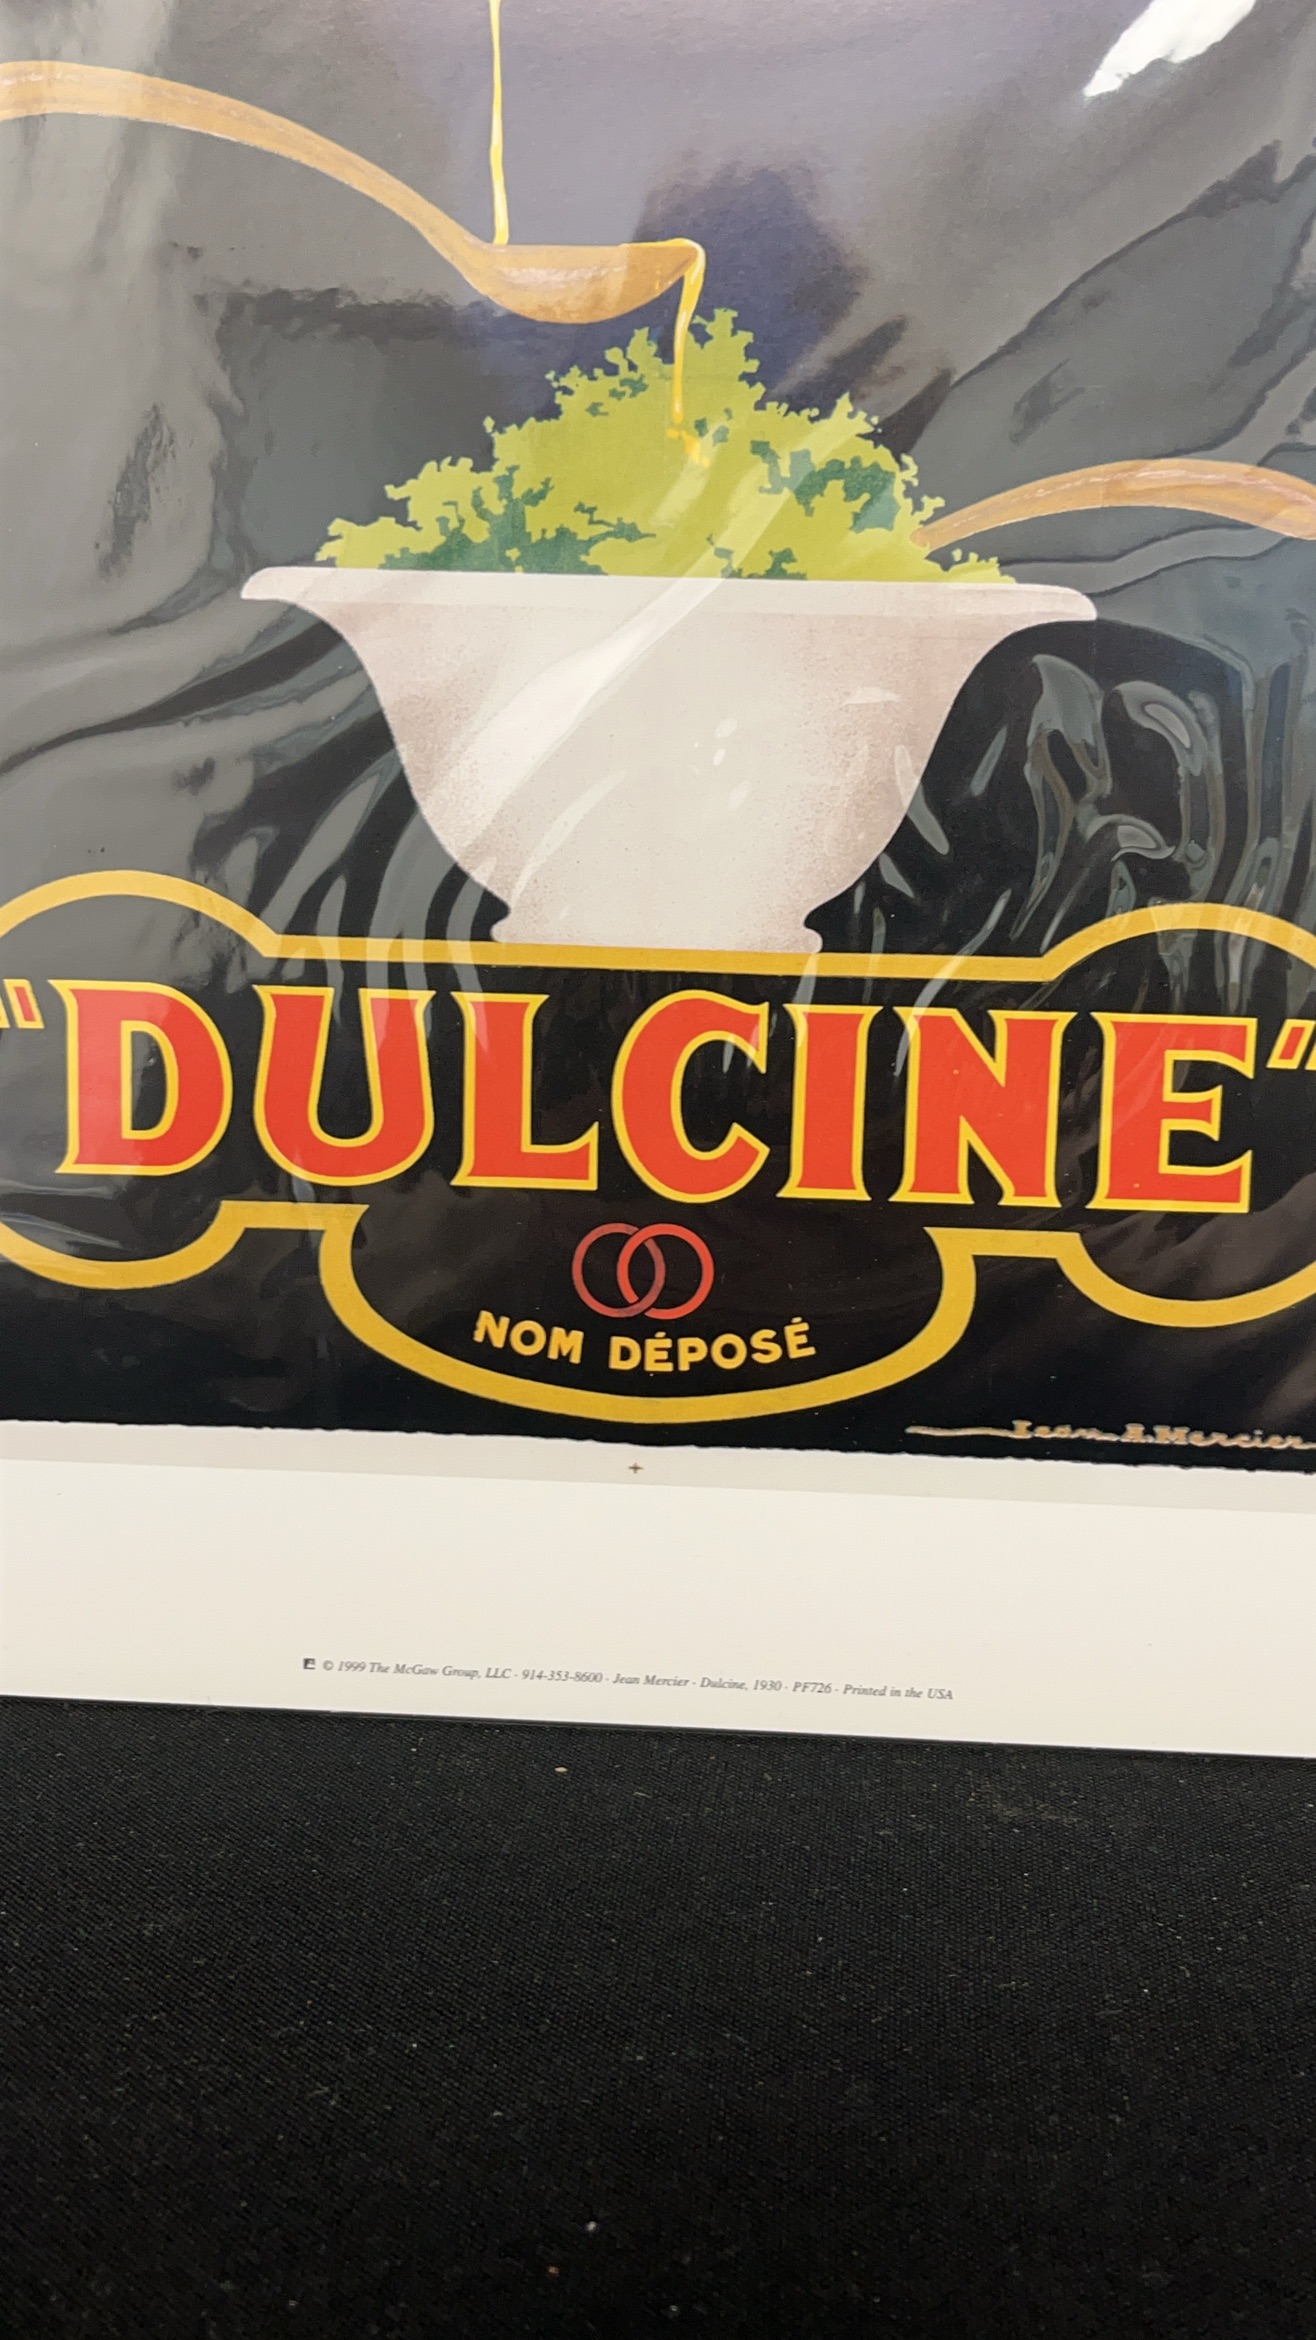 "DULCINE"
NOM DÉPOSÉ
Jean A. Mercier
© 1999 The McGaw Group, LLC · 914-353-8600 · Jean Mercier · Dulcine, 1930 · PF726 · Printed in the USA